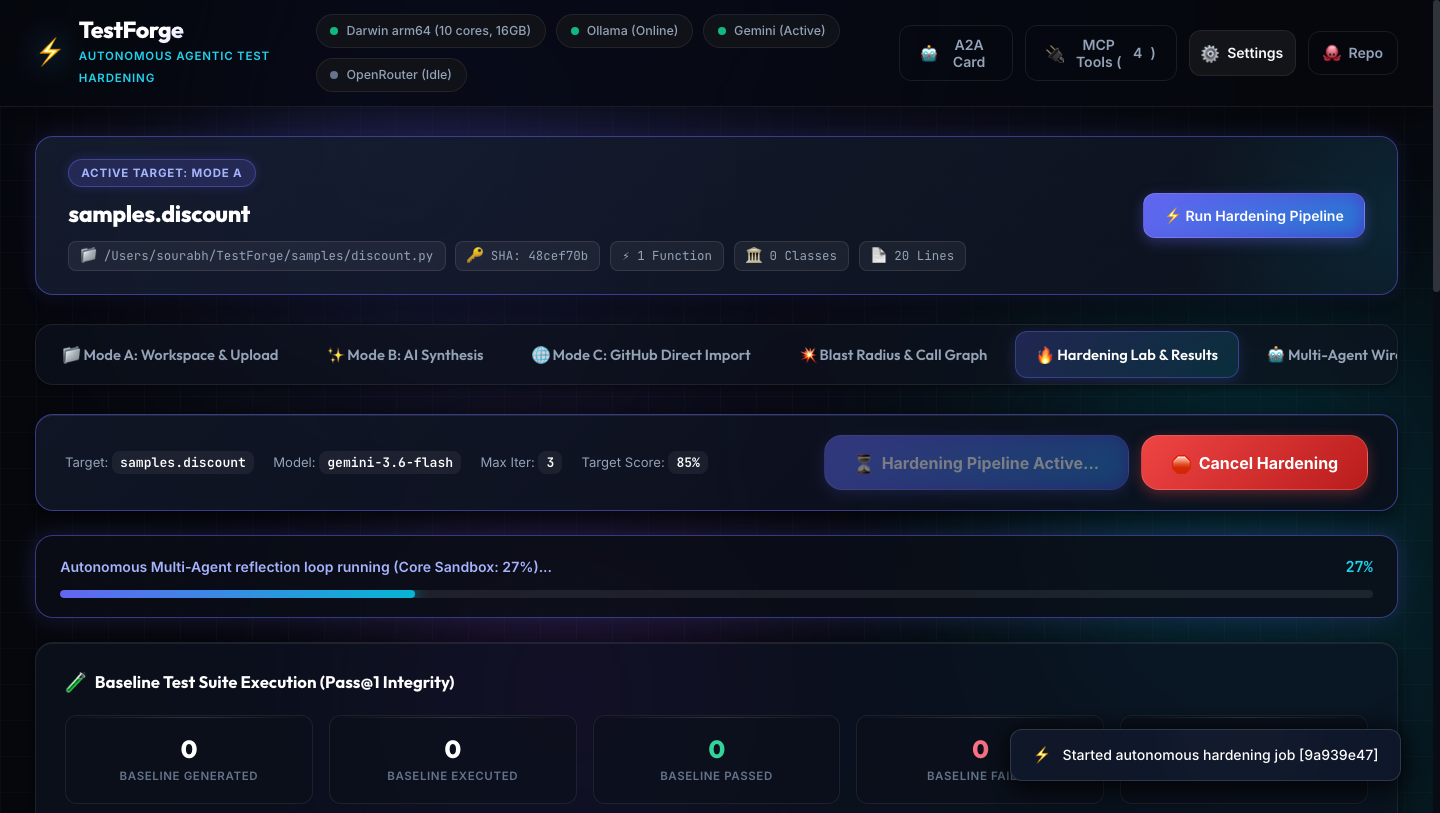 TestForge
AUTONOMOUS AGENTIC TEST
HARDENING
Darwin arm64 (10 cores, 16GB)
Ollama (Online)
Gemini (Active)
OpenRouter (Idle)
A2A
Card
MCP
Tools ( 4 )
Settings
Repo
ACTIVE TARGET: MODE A
samples.discount
/Users/sourabh/TestForge/samples/discount.py
SHA: 48cef70b
⚡ 1 Function
0 Classes
20 Lines
⚡ Run Hardening Pipeline
Mode A: Workspace & Upload
Mode B: AI Synthesis
Mode C: GitHub Direct Import
Blast Radius & Call Graph
Hardening Lab & Results
Multi-Agent Wir
Target: samples.discount
Model: gemini-3.6-flash
Max Iter: 3
Target Score: 85%
Hardening Pipeline Active...
Cancel Hardening
Autonomous Multi-Agent reflection loop running (Core Sandbox: 27%)...
27%
Baseline Test Suite Execution (Pass@1 Integrity)
0
BASELINE GENERATED
0
BASELINE EXECUTED
0
BASELINE PASSED
0
BASELINE FAI
Started autonomous hardening job [9a939e47]